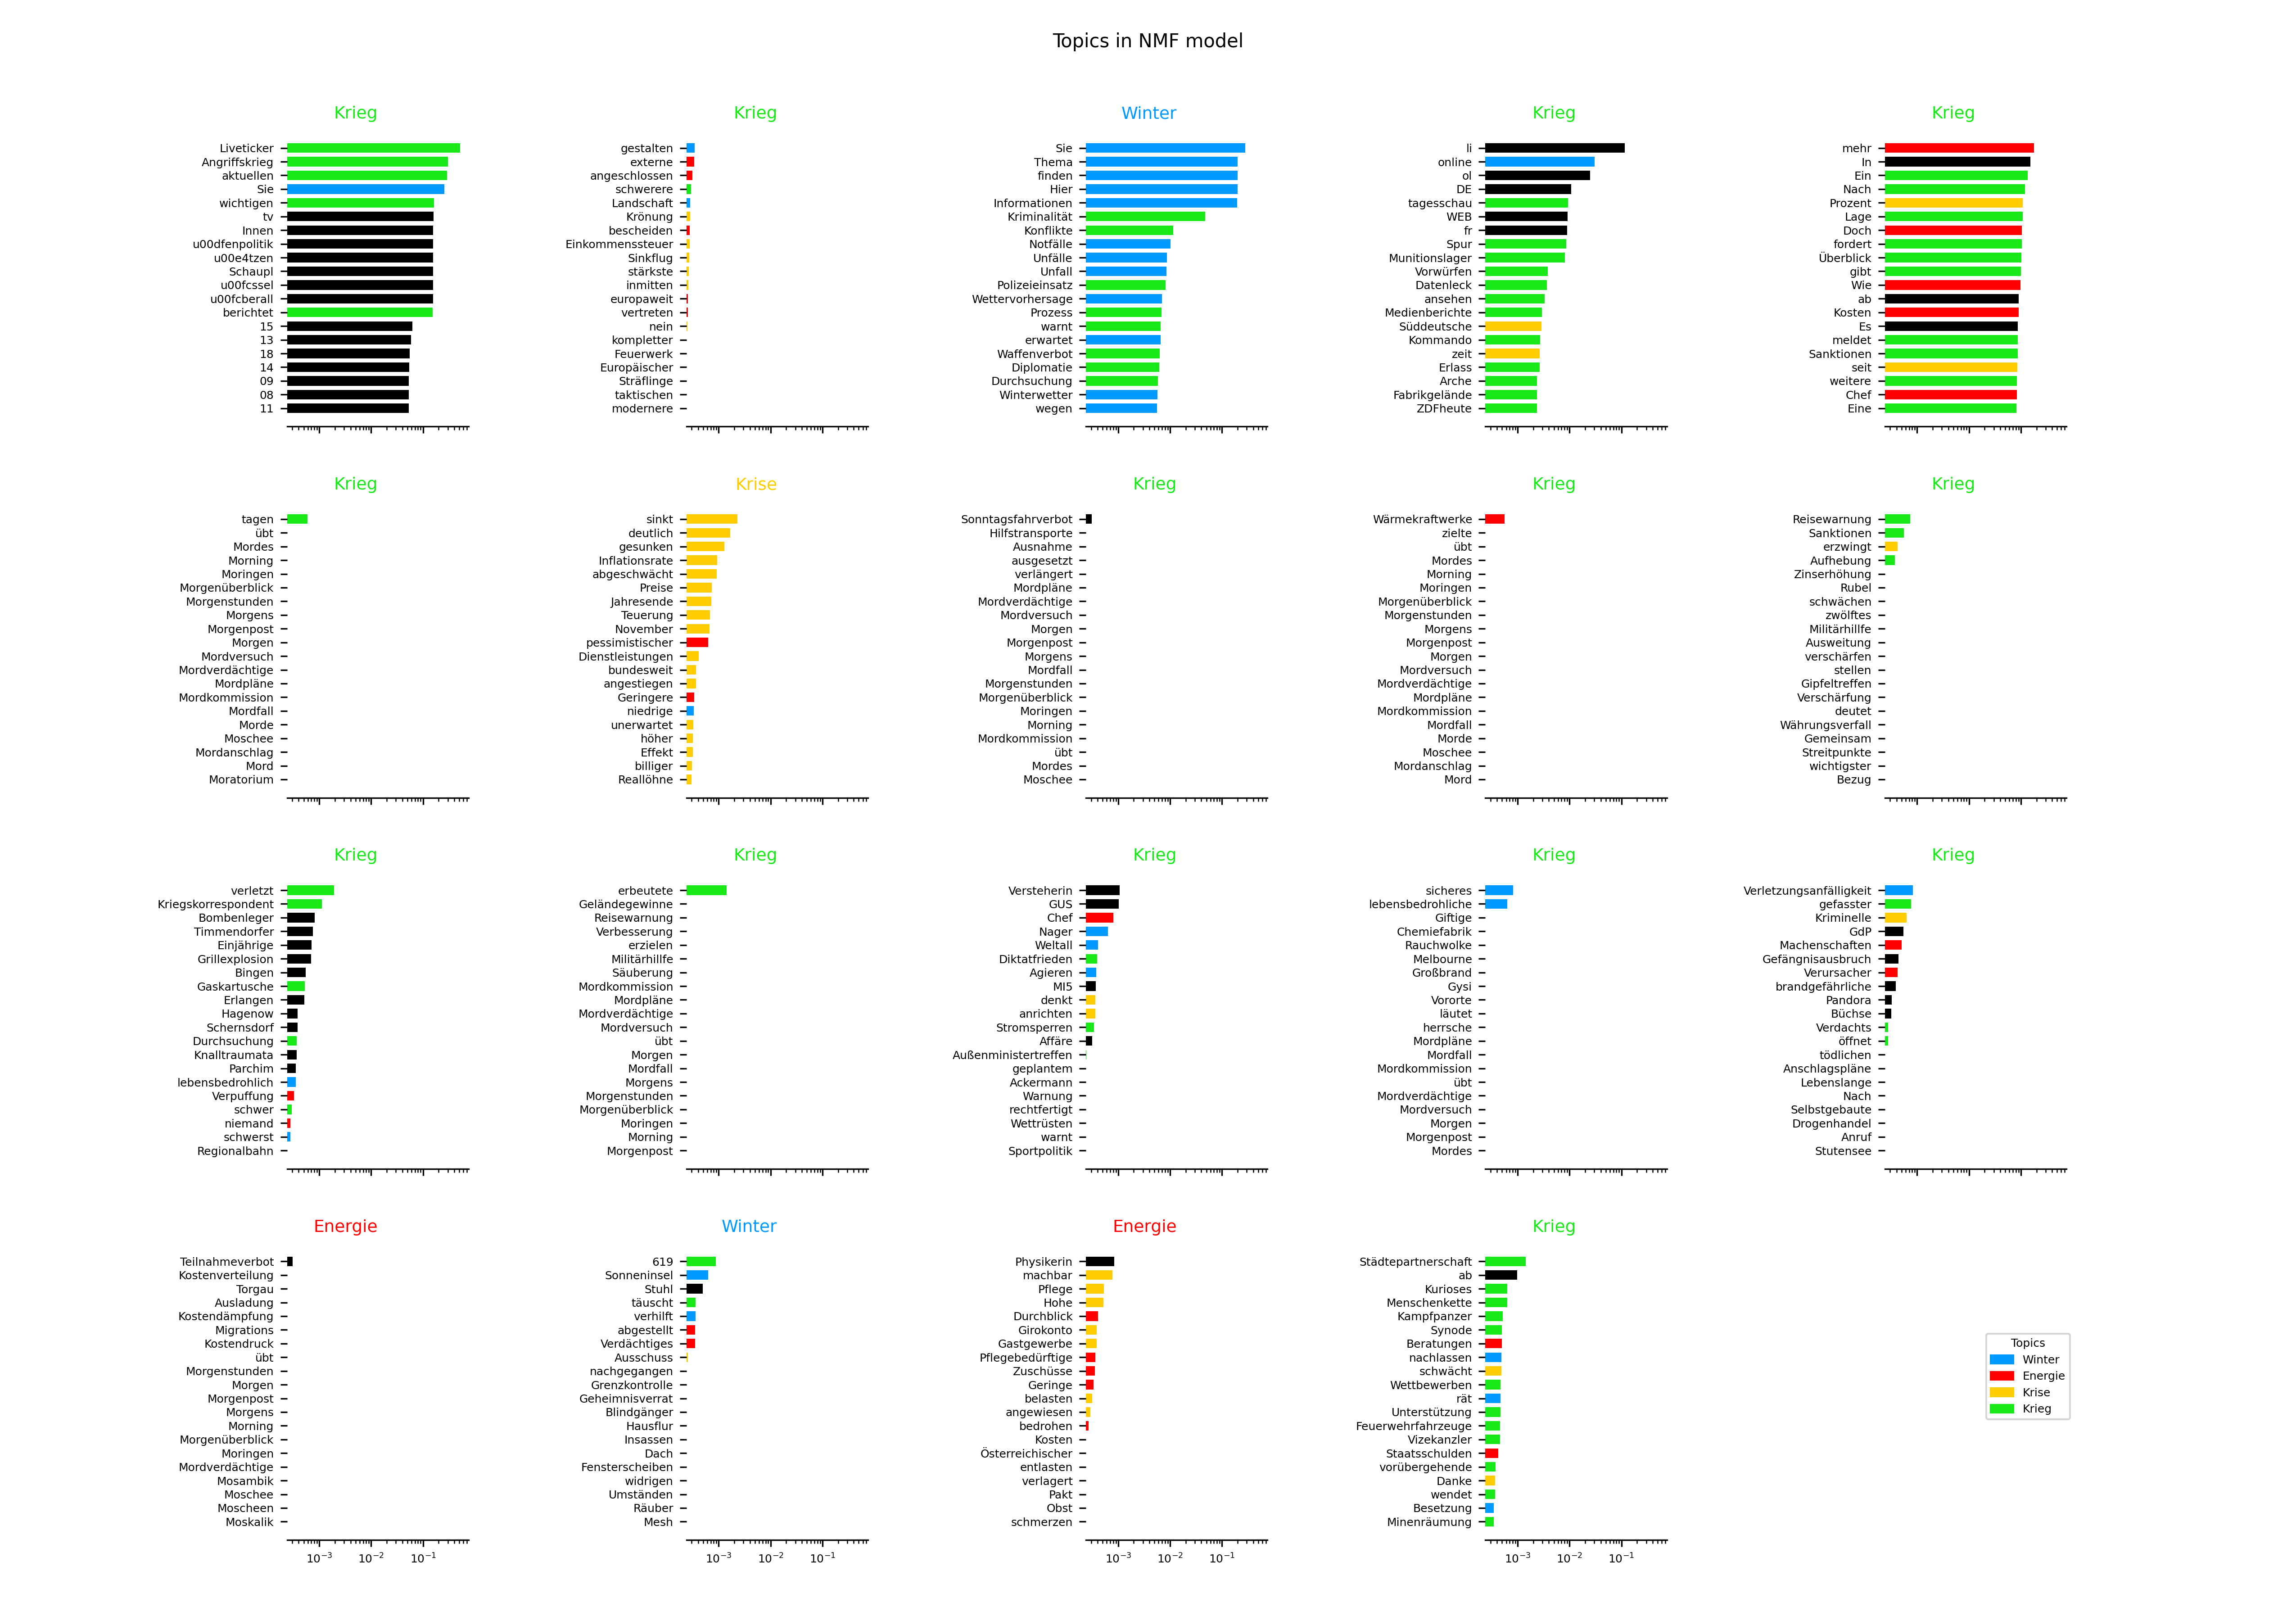 Topics in NMF model
Krieg
Liveticker
Angriffskrieg
aktuellen
Sie
wichtigen
tv
Innen
u00dfenpolitik
u00e4tzen
Schaupl
u00fcssel
u00fcberall
berichtet
15
13
18
14
09
08
11
Krieg
gestalten
externe
angeschlossen
schwerere
Landschaft
Krönung
bescheiden
Einkommenssteuer
Sinkflug
stärkste
inmitten
europaweit
vertreten
nein
kompletter
Feuerwerk
Europäischer
Sträflinge
taktischen
modernere
Winter
Sie
Thema
finden
Hier
Informationen
Kriminalität
Konflikte
Notfälle
Unfälle
Unfall
Polizeieinsatz
Wettervorhersage
Prozess
warnt
erwartet
Waffenverbot
Diplomatie
Durchsuchung
Winterwetter
wegen
Krieg
li
online
ol
DE
tagesschau
WEB
fr
Spur
Munitionslager
Vorwürfen
Datenleck
ansehen
Medienberichte
Süddeutsche
Kommando
zeit
Erlass
Arche
Fabrikgelände
ZDFheute
Krieg
mehr
In
Ein
Nach
Prozent
Lage
Doch
fordert
Überblick
gibt
Wie
ab
Kosten
Es
meldet
Sanktionen
seit
weitere
Chef
Eine
Krieg
tagen
übt
Mordes
Morning
Moringen
Morgenüberblick
Morgenstunden
Morgens
Morgenpost
Morgen
Mordversuch
Mordverdächtige
Mordpläne
Mordkommission
Mordfall
Morde
Moschee
Mordanschlag
Mord
Moratorium
Krise
sinkt
deutlich
gesunken
Inflationsrate
abgeschwächt
Preise
Jahresende
Teuerung
November
pessimistischer
Dienstleistungen
bundesweit
angestiegen
Geringere
niedrige
unerwartet
höher
Effekt
billiger
Reallöhne
Krieg
Sonntagsfahrverbot
Hilfstransporte
Ausnahme
ausgesetzt
verlängert
Mordpläne
Mordverdächtige
Mordversuch
Morgen
Morgenpost
Morgens
Mordfall
Morgenstunden
Morgenüberblick
Moringen
Morning
Mordkommission
übt
Mordes
Moschee
Krieg
Wärmekraftwerke
zielte
übt
Mordes
Morning
Moringen
Morgenüberblick
Morgenstunden
Morgens
Morgenpost
Morgen
Mordversuch
Mordverdächtige
Mordpläne
Mordkommission
Mordfall
Morde
Moschee
Mordanschlag
Mord
Krieg
Reisewarnung
Sanktionen
erzwingt
Aufhebung
Zinserhöhung
Rubel
schwächen
zwölftes
Militärhillfe
Ausweitung
verschärfen
stellen
Gipfeltreffen
Verschärfung
deutet
Währungsverfall
Gemeinsam
Streitpunkte
wichtigster
Bezug
Krieg
verletzt
Kriegskorrespondent
Bombenleger
Timmendorfer
Einjährige
Grillexplosion
Bingen
Gaskartusche
Erlangen
Hagenow
Schernsdorf
Durchsuchung
Knalltraumata
Parchim
lebensbedrohlich
Verpuffung
schwer
niemand
schwerst
Regionalbahn
Krieg
erbeutete
Geländegewinne
Reisewarnung
Verbesserung
erzielen
Militärhillfe
Säuberung
Mordkommission
Mordpläne
Mordverdächtige
Mordversuch
übt
Morgen
Mordfall
Morgens
Morgenstunden
Morgenüberblick
Moringen
Morning
Morgenpost
Krieg
Versteherin
GUS
Chef
Nager
Weltall
Diktatfrieden
Agieren
MI5
denkt
anrichten
Stromsperren
Affäre
Außenministertreffen
geplantem
Ackermann
Warnung
rechtfertigt
Wettrüsten
warnt
Sportpolitik
Krieg
sicheres
lebensbedrohliche
Giftige
Chemiefabrik
Rauchwolke
Melbourne
Großbrand
Gysi
Vororte
läutet
herrsche
Mordpläne
Mordfall
Mordkommission
übt
Mordverdächtige
Mordversuch
Morgen
Morgenpost
Mordes
Krieg
Verletzungsanfälligkeit
gefasster
Kriminelle
GdP
Machenschaften
Gefängnisausbruch
Verursacher
brandgefährliche
Pandora
Büchse
Verdachts
öffnet
tödlichen
Anschlagspläne
Lebenslange
Nach
Selbstgebaute
Drogenhandel
Anruf
Stutensee
Energie
Teilnahmeverbot
Kostenverteilung
Torgau
Ausladung
Kostendämpfung
Migrations
Kostendruck
übt
Morgenstunden
Morgen
Morgenpost
Morgens
Morning
Morgenüberblick
Moringen
Mordverdächtige
Mosambik
Moschee
Moscheen
Moskalik
10⁻³ 10⁻² 10⁻¹
Winter
619
Sonneninsel
Stuhl
täuscht
verhilft
abgestellt
Verdächtiges
Ausschuss
nachgegangen
Grenzkontrolle
Geheimnisverrat
Blindgänger
Hausflur
Insassen
Dach
Fensterscheiben
widrigen
Umständen
Räuber
Mesh
10⁻³ 10⁻² 10⁻¹
Energie
Physikerin
machbar
Pflege
Hohe
Durchblick
Girokonto
Gastgewerbe
Pflegebedürftige
Zuschüsse
Geringe
belasten
angewiesen
bedrohen
Kosten
Österreichischer
entlasten
verlagert
Pakt
Obst
schmerzen
10⁻³ 10⁻² 10⁻¹
Krieg
Städtepartnerschaft
ab
Kurioses
Menschenkette
Kampfpanzer
Synode
Beratungen
nachlassen
schwächt
Wettbewerben
rät
Unterstützung
Feuerwehrfahrzeuge
Vizekanzler
Staatsschulden
vorübergehende
Danke
wendet
Besetzung
Minenräumung
10⁻³ 10⁻² 10⁻¹
Topics
Winter
Energie
Krise
Krieg